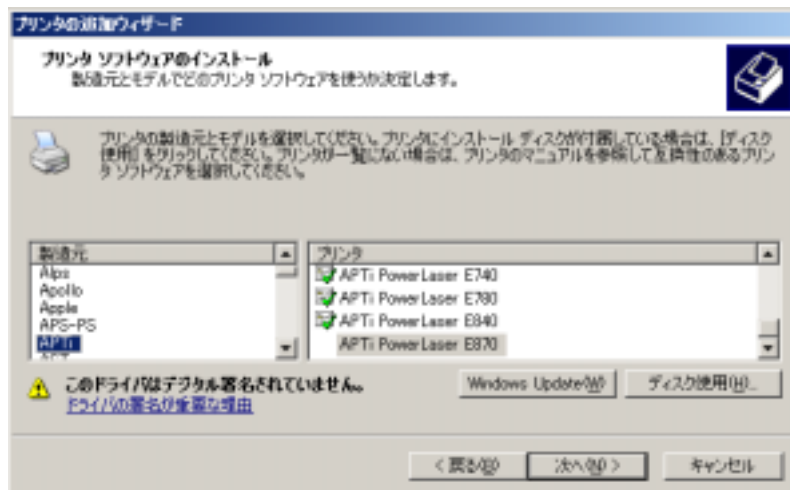 プリンタの追加ウィザード
プリンタ ソフトウェアのインストール
製造元とモデルでどのプリンタ ソフトウェアを使うか決定します。
プリンタの製造元とモデルを選択してください。プリンタにインストール ディスクが付属している場合は、[ディスク
使用] をクリックしてください。プリンタが一覧にない場合は、プリンタのマニュアルを参照して互換性のあるプリン
タ ソフトウェアを選択してください。
製造元
Alps
Apollo
Apple
APS-PS
APTi
プリンタ
APTi PowerLaser E740
APTi PowerLaser E780
APTi PowerLaser E840
APTi PowerLaser E870
このドライバはデジタル署名されていません。
ドライバの署名が重要な理由
Windows Update(W)
ディスク使用(H)...
< 戻る(B)
次へ(N) >
キャンセル